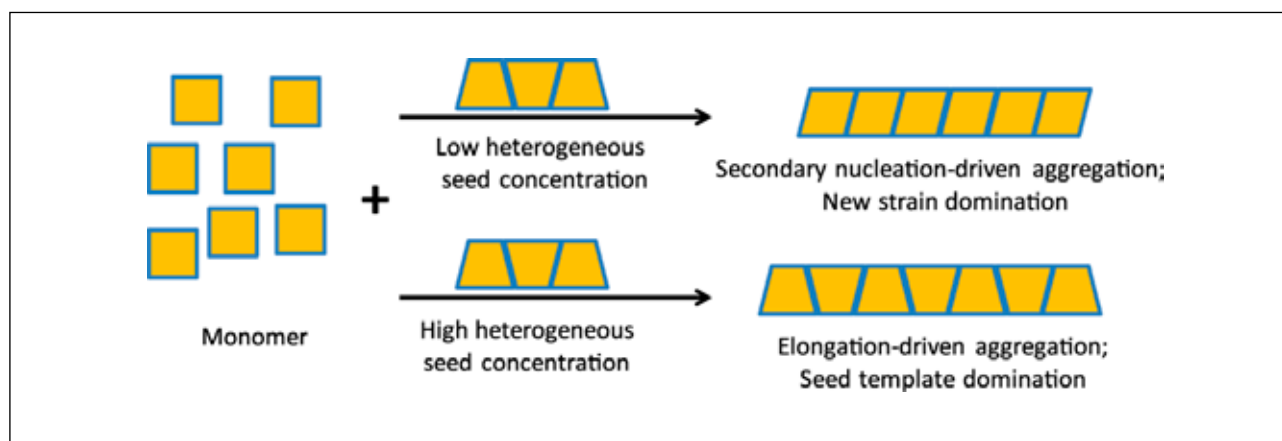 Low heterogeneous
seed concentration
Secondary nucleation-driven aggregation;
New strain domination
+
Monomer
High heterogeneous
seed concentration
Elongation-driven aggregation;
Seed template domination